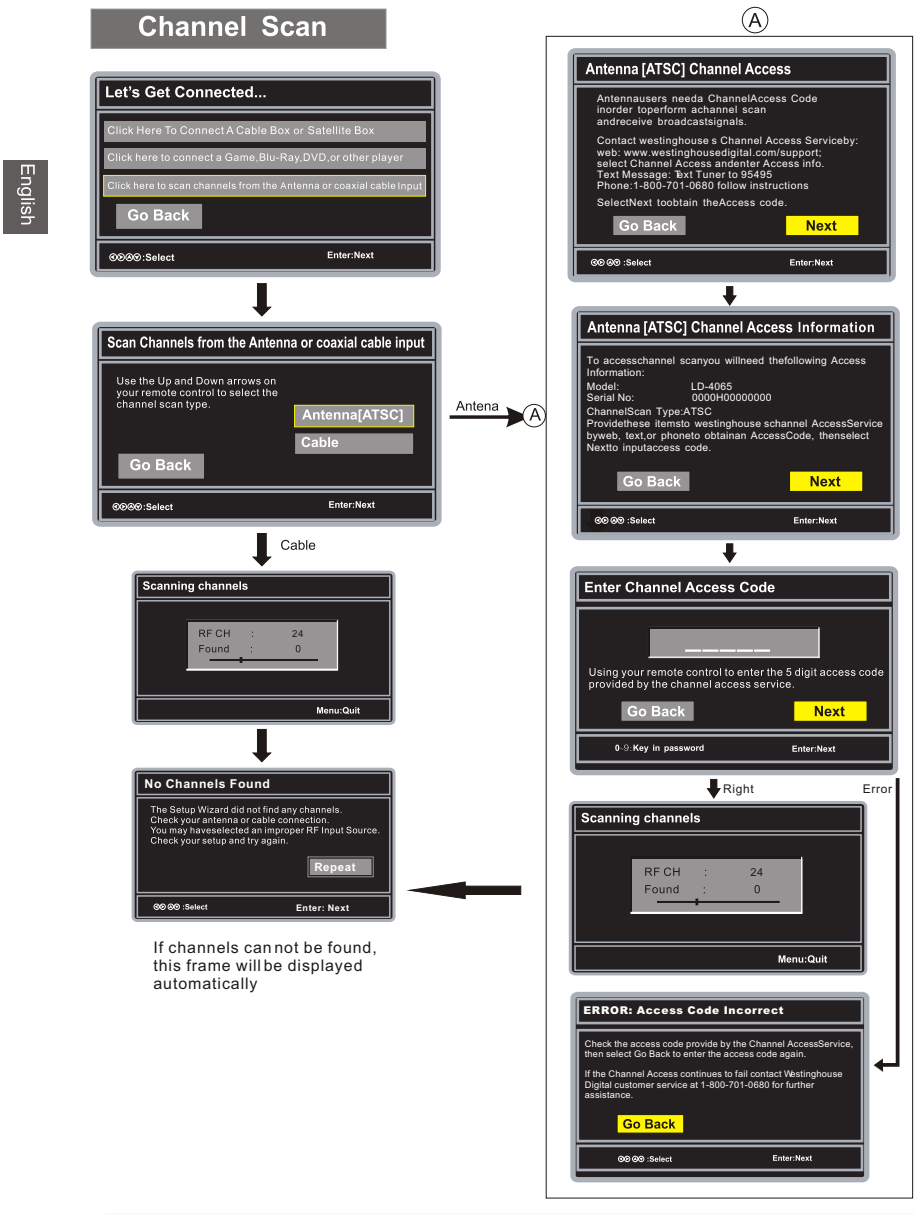 Channel Scan
English
Let's Get Connected...
Click Here To Connect A Cable Box or Satellite Box
Click here to connect a Game,Blu-Ray,DVD,or other player
Click here to scan channels from the Antenna or coaxial cable Input
Go Back
:Select Enter:Next
Scan Channels from the Antenna or coaxial cable input
Use the Up and Down arrows on
your remote control to select the
channel scan type.
Antenna[ATSC]
Cable
Go Back
:Select Enter:Next
Antena
A
Cable
Scanning channels
RF CH : 24
Found : 0
Menu:Quit
No Channels Found
The Setup Wizard did not find any channels.
Check your antenna or cable connection.
You may haveselected an improper RF Input Source.
Check your setup and try again.
Repeat
:Select Enter: Next
If channels can not be found,
this frame will be displayed
automatically
A
Antenna [ATSC] Channel Access
Antennausers needa ChannelAccess Code
inorder toperform achannel scan
andreceive broadcastsignals.
Contact westinghouse s Channel Access Serviceby:
web: www.westinghousedigital.com/support;
select Channel Access andenter Access info.
Text Message: Text Tuner to 95495
Phone:1-800-701-0680 follow instructions
SelectNext toobtain theAccess code.
Go Back Next
:Select Enter:Next
Antenna [ATSC] Channel Access Information
To accesschannel scanyou willneed thefollowing Access
Information:
Model: LD-4065
Serial No: 0000H00000000
ChannelScan Type:ATSC
Providethese itemsto westinghouse schannel AccessService
byweb, text,or phoneto obtainan AccessCode, thenselect
Nextto inputaccess code.
Go Back Next
:Select Enter:Next
Enter Channel Access Code
_ _ _ _ _
Using your remote control to enter the 5 digit access code
provided by the channel access service.
Go Back Next
0~9:Key in password Enter:Next
Right Error
Scanning channels
RF CH : 24
Found : 0
Menu:Quit
ERROR: Access Code Incorrect
Check the access code provide by the Channel AccessService,
then select Go Back to enter the access code again.
If the Channel Access continues to fail contact Westinghouse
Digital customer service at 1-800-701-0680 for further
assistance.
Go Back
:Select Enter:Next